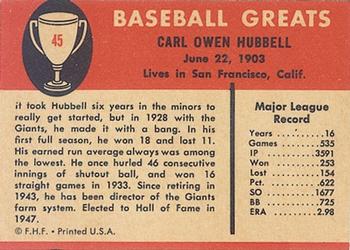 45
BASEBALL GREATS
CARL OWEN HUBBELL
June 22, 1903
Lives in San Francisco, Calif.
it took Hubbell six years in the minors to
really get started, but in 1928 with the
Giants, he made it with a bang. In his
first full season, he won 18 and lost 11.
His earned run average always was among
the lowest. He once hurled 46 consecutive
innings of shutout ball, and won 16
straight games in 1933. Since retiring in
1943, he has been director of the Giants
farm system. Elected to Hall of Fame in
1947.
© F.H.F. • Printed U.S.A.
Major League
Record
Years 16
Games 535
IP 3591
Won 253
Lost 154
Pct. .622
SO 1677
BB 725
ERA 2.98